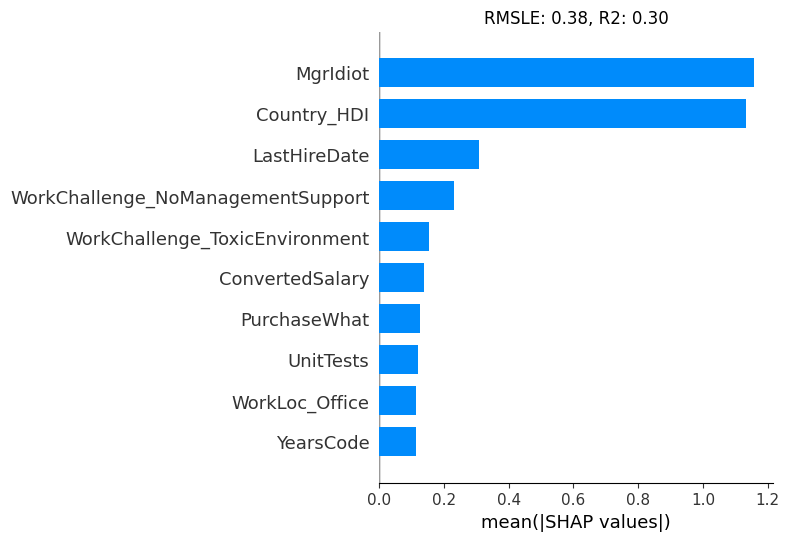 RMSLE: 0.38, R2: 0.30
MgrIdiot
Country_HDI
LastHireDate
WorkChallenge_NoManagementSupport
WorkChallenge_ToxicEnvironment
ConvertedSalary
PurchaseWhat
UnitTests
WorkLoc_Office
YearsCode
0.0 0.2 0.4 0.6 0.8 1.0 1.2
mean(|SHAP values|)